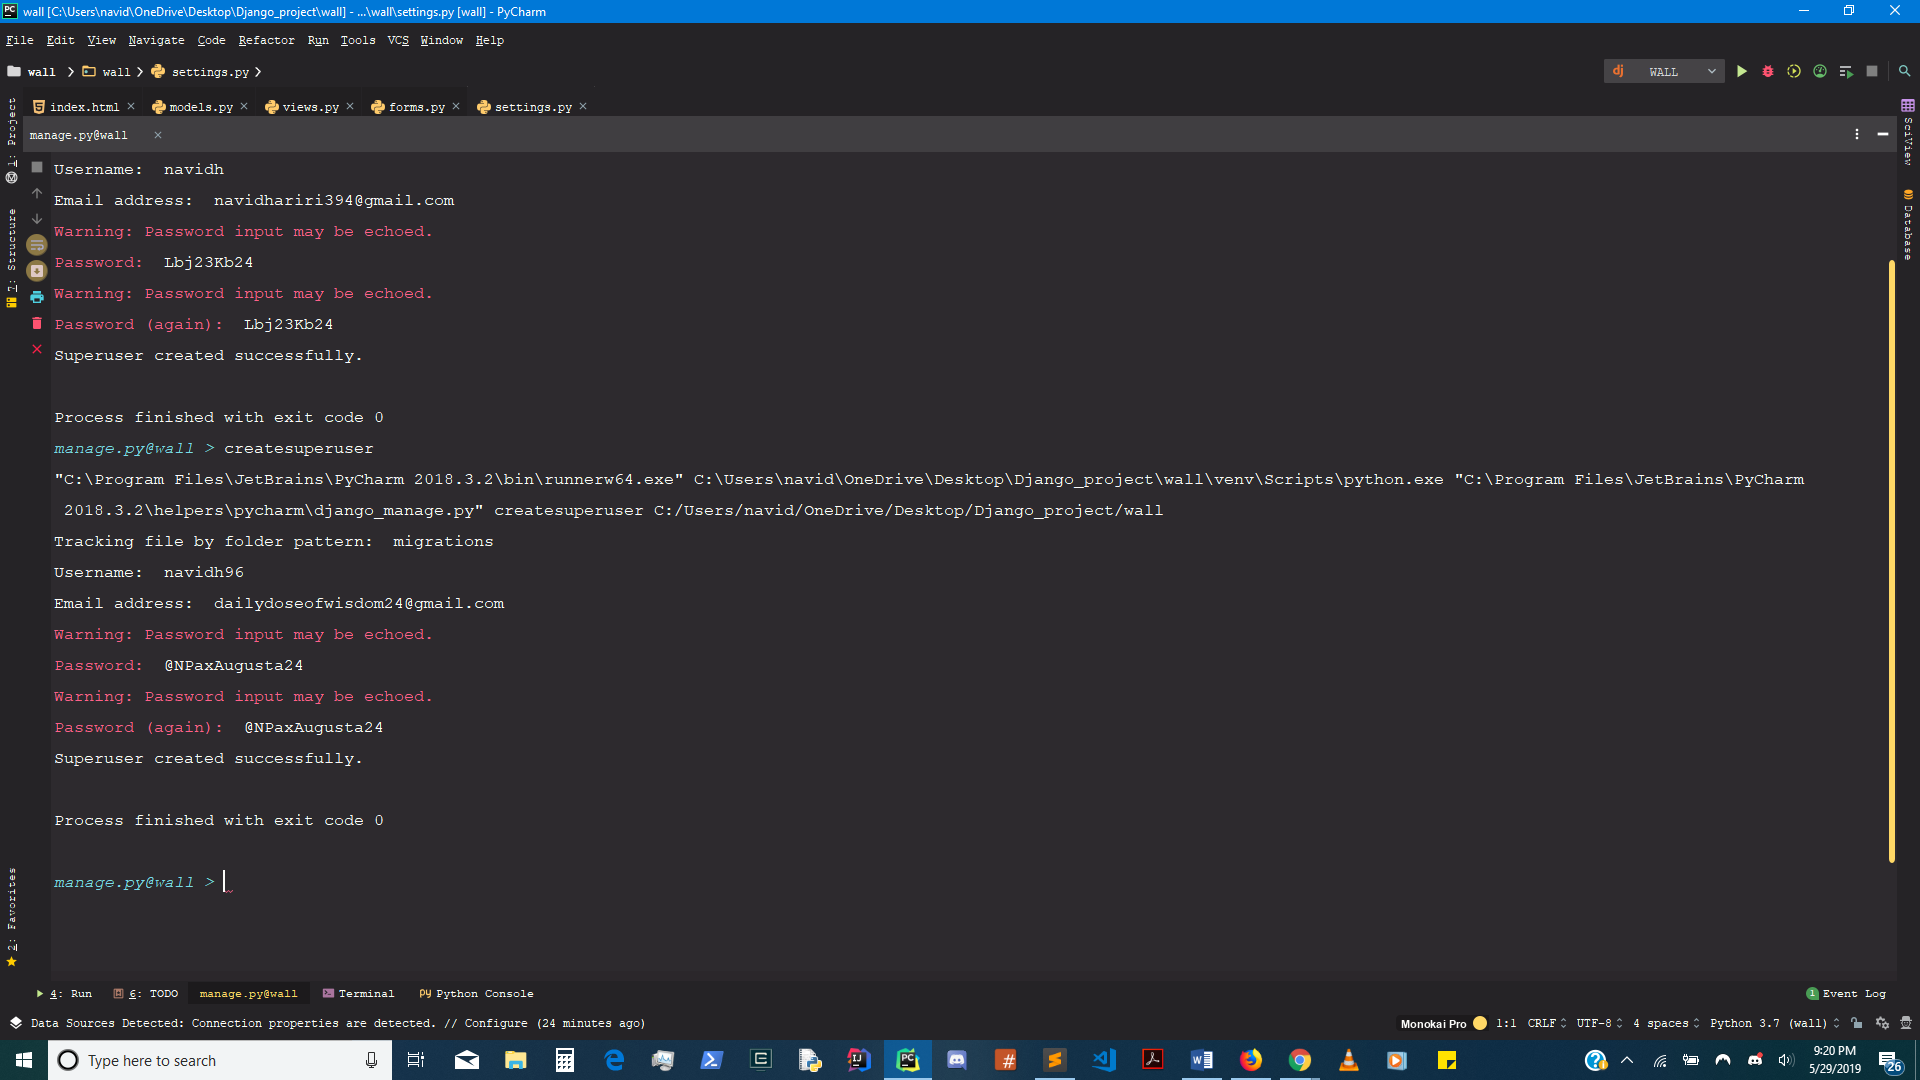 wall [C:\Users\navid\OneDrive\Desktop\Django_project\wall] - ...\wall\settings.py [wall] - PyCharm
File Edit View Navigate Code Refactor Run Tools VCS Window Help
wall wall settings.py
WALL
index.html models.py views.py forms.py settings.py
manage.py@wall
1: Project
7: Structure
2: Favorites
SciView
Database
Username:  navidh
Email address:  navidhariri394@gmail.com
Warning: Password input may be echoed.
Password:  Lbj23Kb24
Warning: Password input may be echoed.
Password (again):  Lbj23Kb24
Superuser created successfully.
Process finished with exit code 0
manage.py@wall > createsuperuser
"C:\Program Files\JetBrains\PyCharm 2018.3.2\bin\runnerw64.exe" C:\Users\navid\OneDrive\Desktop\Django_project\wall\venv\Scripts\python.exe "C:\Program Files\JetBrains\PyCharm
2018.3.2\helpers\pycharm\django_manage.py" createsuperuser C:/Users/navid/OneDrive/Desktop/Django_project/wall
Tracking file by folder pattern:  migrations
Username:  navidh96
Email address:  dailydoseofwisdom24@gmail.com
Warning: Password input may be echoed.
Password:  @NPaxAugusta24
Warning: Password input may be echoed.
Password (again):  @NPaxAugusta24
Superuser created successfully.
Process finished with exit code 0
manage.py@wall >
4: Run 6: TODO manage.py@wall Terminal Python Console 1 Event Log
Data Sources Detected: Connection properties are detected. // Configure (24 minutes ago) Monokai Pro 1:1 CRLF UTF-8 4 spaces Python 3.7 (wall)
Type here to search
9:20 PM
5/29/2019
26